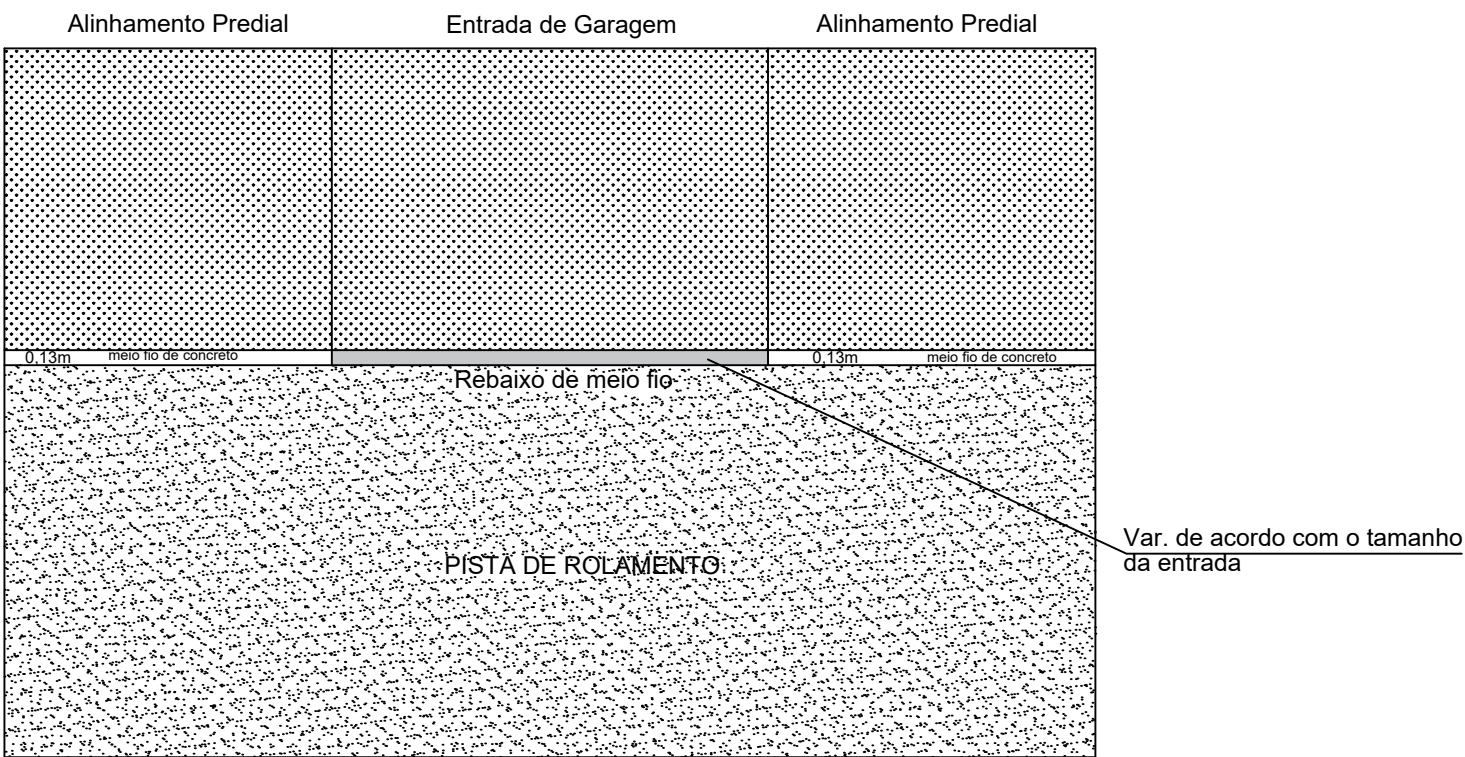 Alinhamento Predial
Entrada de Garagem
Alinhamento Predial
0,13m
meio fio de concreto
0,13m
meio fio de concreto
Rebaixo de meio fio
PISTA DE ROLAMENTO
Var. de acordo com o tamanho
da entrada